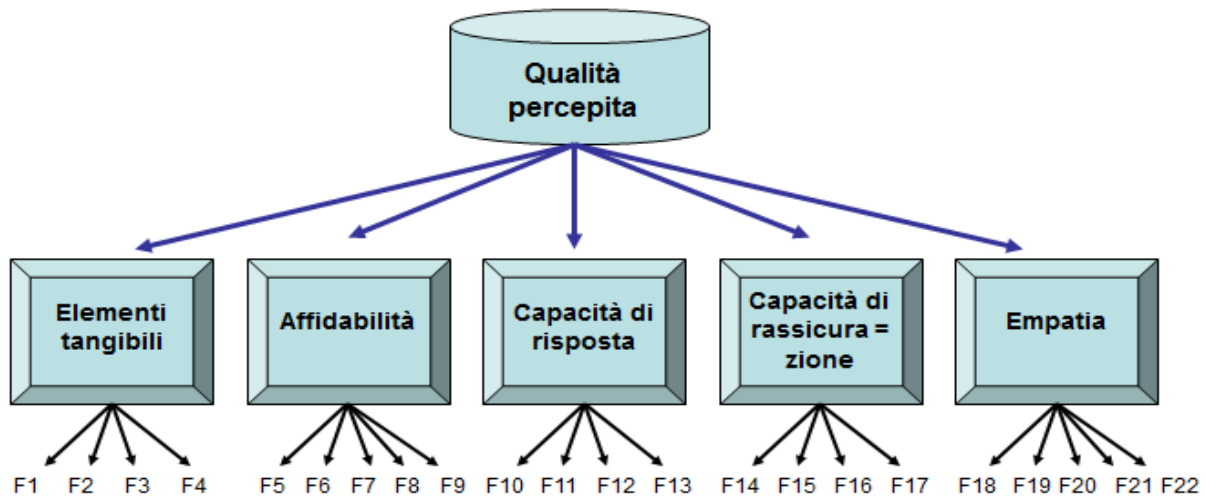 Qualità
percepita
Elementi
tangibili
Affidabilità
Capacità di
risposta
Capacità di
rassicura =
zione
Empatia
F1 F2 F3 F4 F5 F6 F7 F8 F9 F10 F11 F12 F13 F14 F15 F16 F17 F18 F19 F20 F21 F22